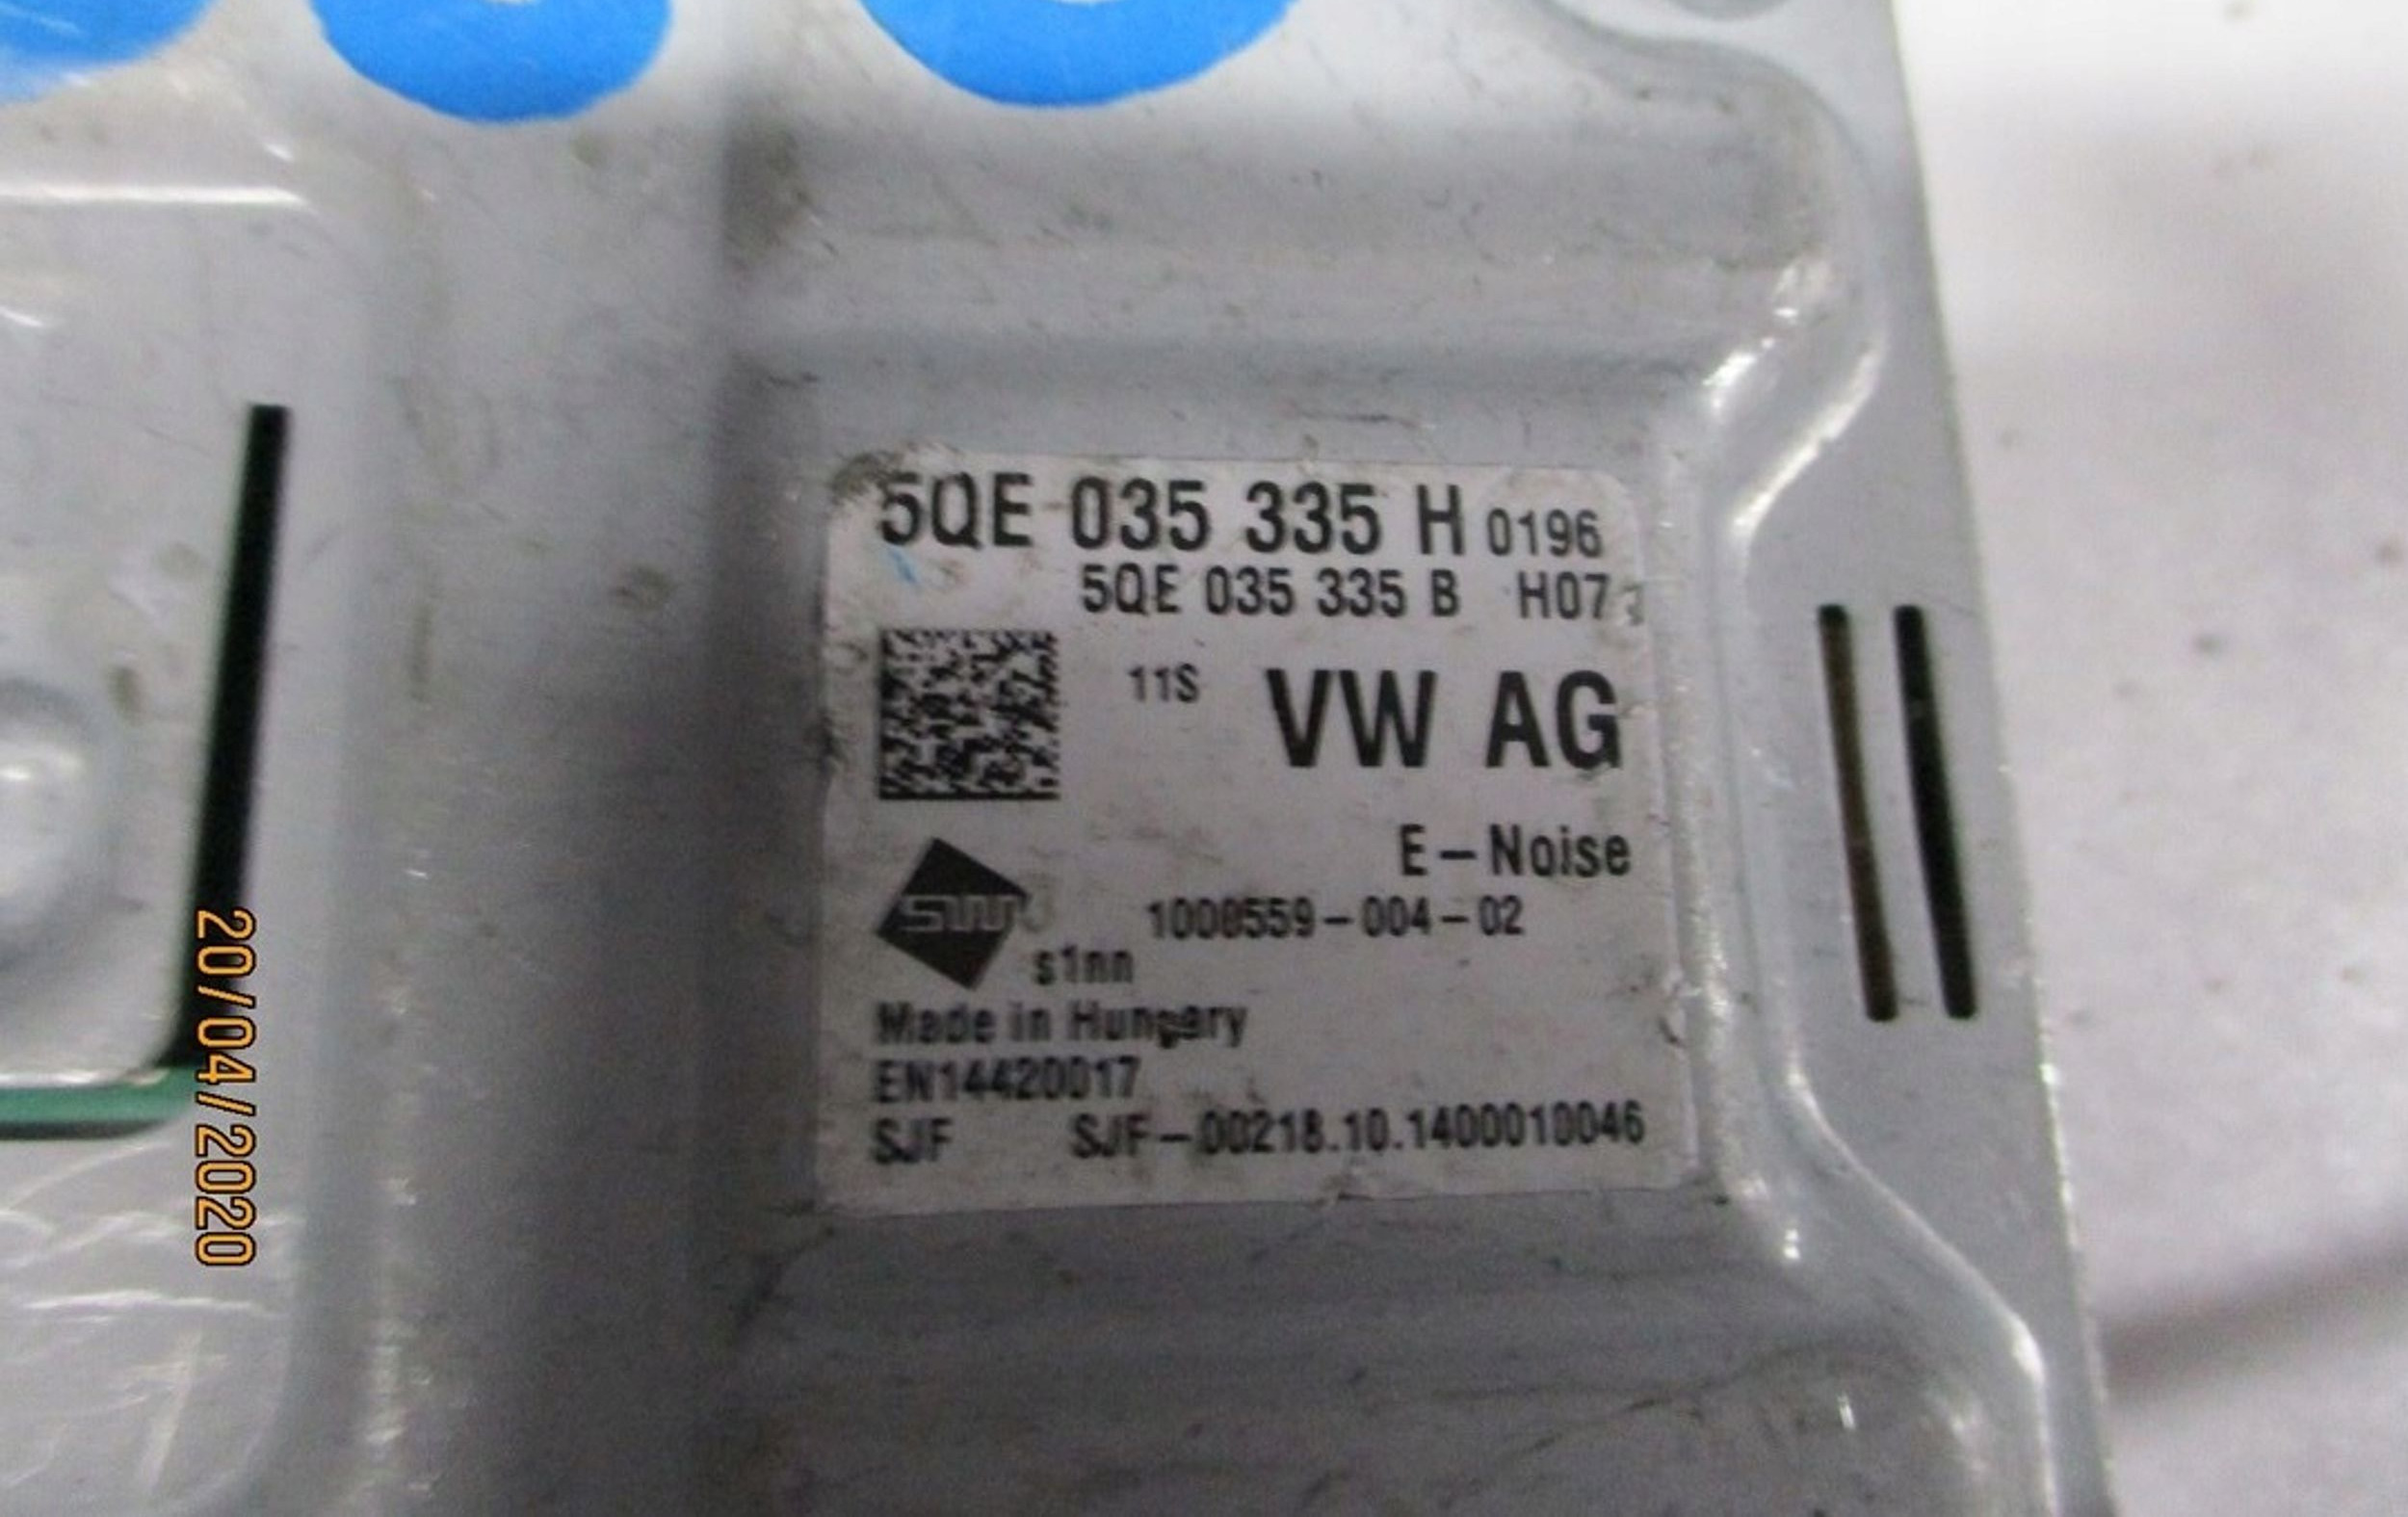 5QE 035 335 H 0196
5QE 035 335 B H07
11S VW AG
E-Noise
1008559-004-02
s1nn
Made in Hungary
EN14420017
SJF SJF-00218.10.1400010046
20/04/2020